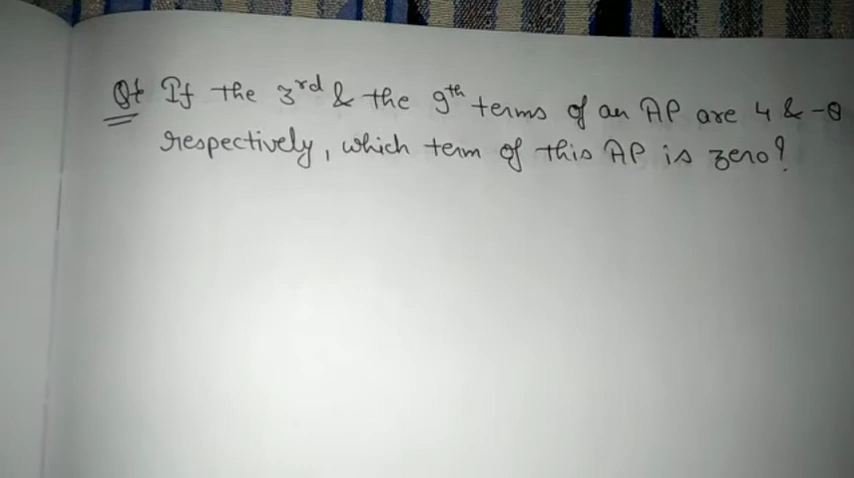 Q+ If the 3rd & the 9th terms of an AP are 4 & -8
respectively, which term of this AP is zero?